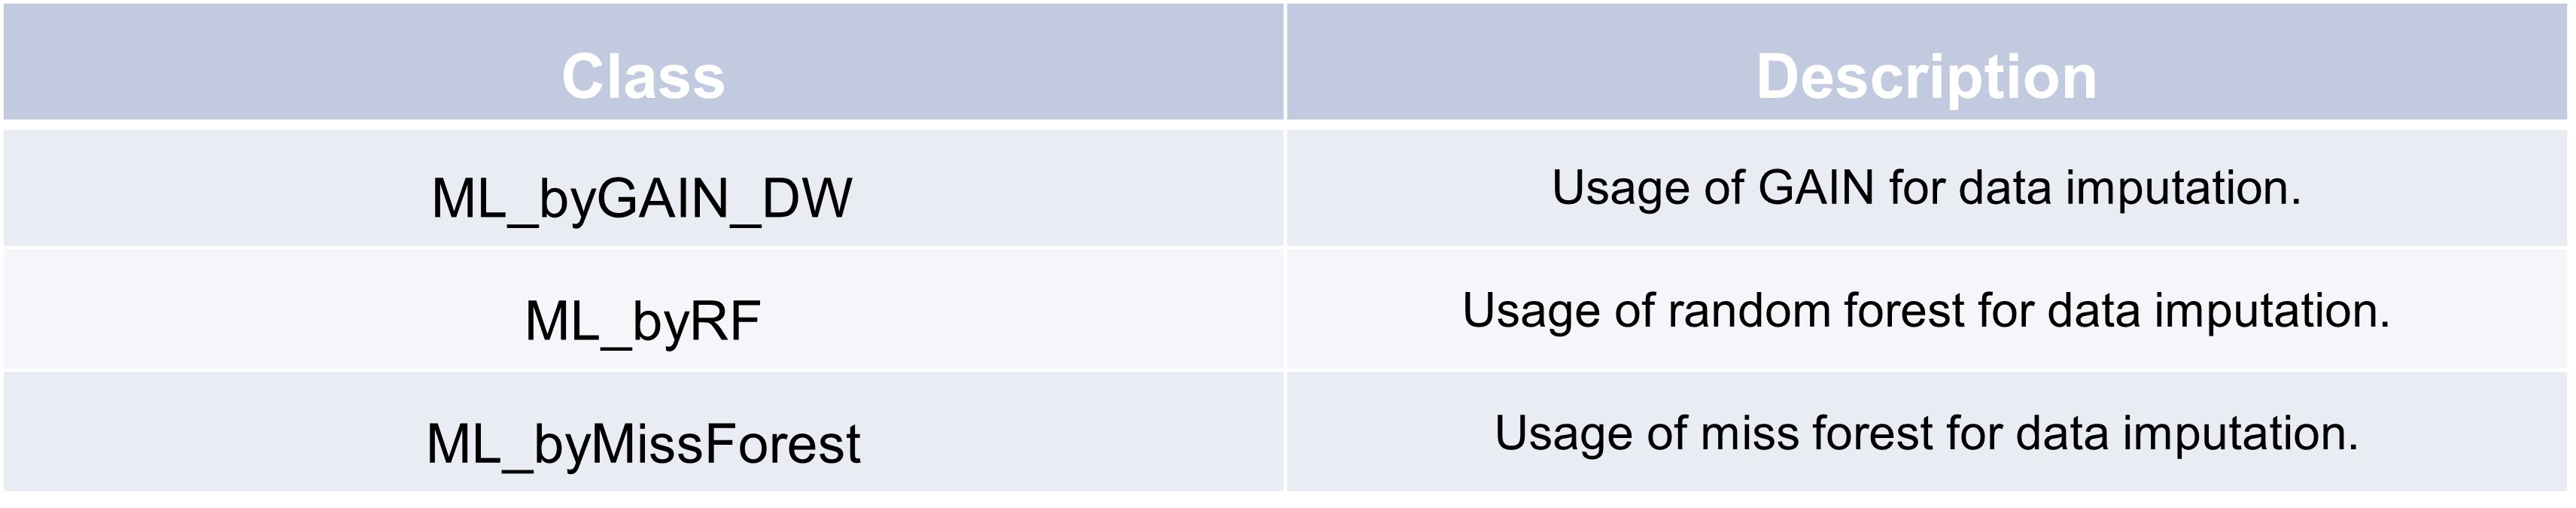 Class Description
ML_byGAIN_DW Usage of GAIN for data imputation.
ML_byRF Usage of random forest for data imputation.
ML_byMissForest Usage of miss forest for data imputation.